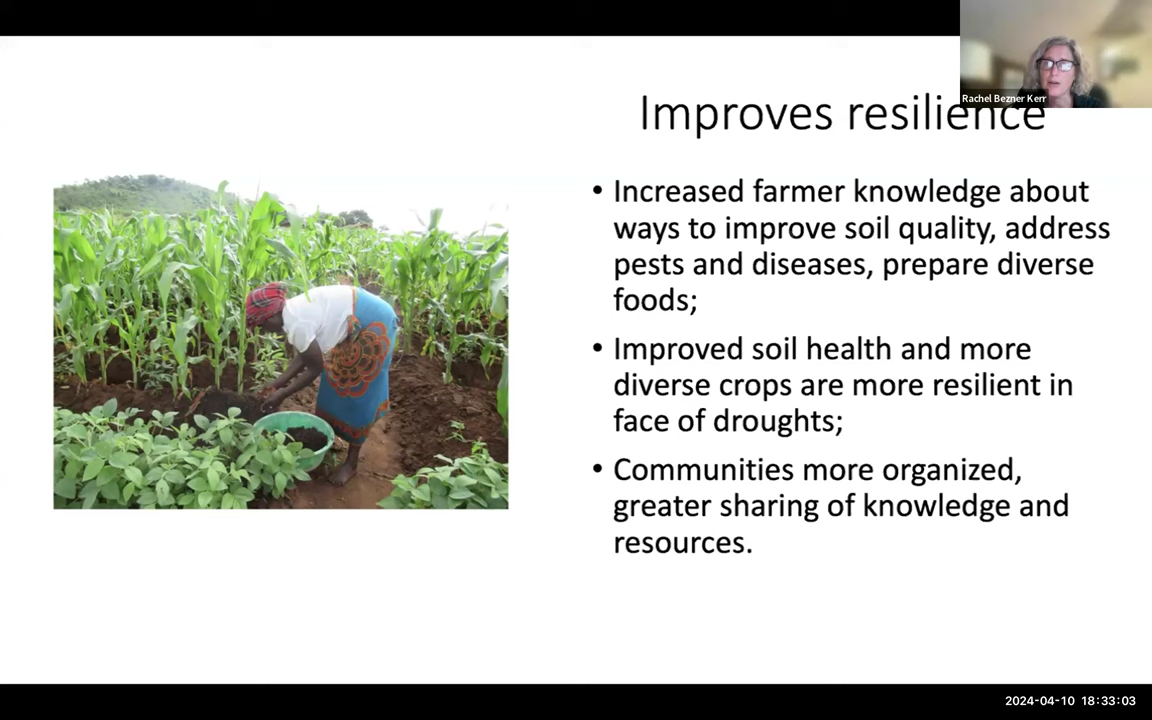 Rachel Bezner Kerr
Improves resilience
• Increased farmer knowledge about
ways to improve soil quality, address
pests and diseases, prepare diverse
foods;
• Improved soil health and more
diverse crops are more resilient in
face of droughts;
• Communities more organized,
greater sharing of knowledge and
resources.
2024-04-10 18:33:03